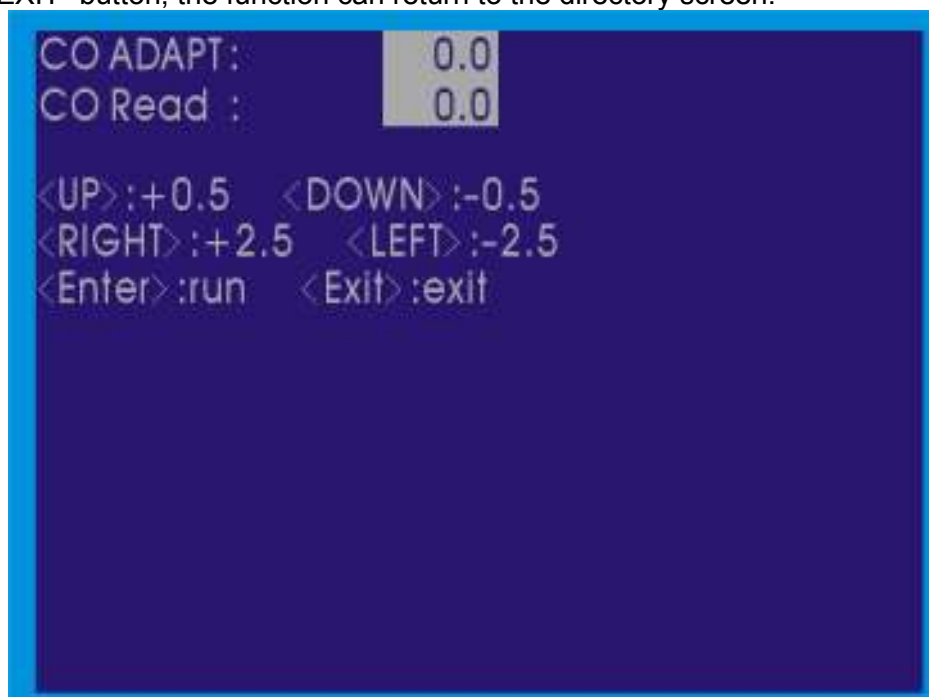 EXIT" button, the function can return to the directory screen.
CO ADAPT: 0.0
CO Read : 0.0
<UP>:+0.5 <DOWN>:-0.5
<RIGHT>:+2.5 <LEFT>:-2.5
<Enter>:run <Exit>:exit